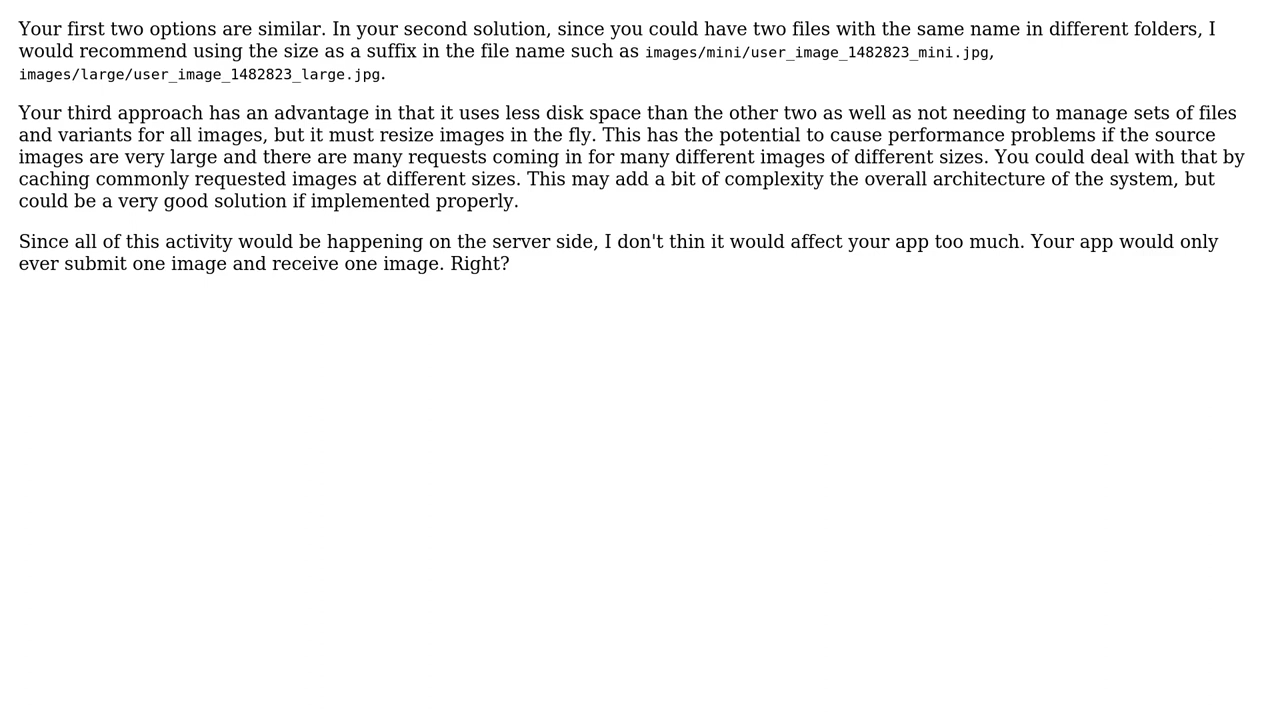 Your first two options are similar. In your second solution, since you could have two files with the same name in different folders, I
would recommend using the size as a suffix in the file name such as images/mini/user_image_1482823_mini.jpg,
images/large/user_image_1482823_large.jpg.
Your third approach has an advantage in that it uses less disk space than the other two as well as not needing to manage sets of files
and variants for all images, but it must resize images in the fly. This has the potential to cause performance problems if the source
images are very large and there are many requests coming in for many different images of different sizes. You could deal with that by
caching commonly requested images at different sizes. This may add a bit of complexity the overall architecture of the system, but
could be a very good solution if implemented properly.
Since all of this activity would be happening on the server side, I don't thin it would affect your app too much. Your app would only
ever submit one image and receive one image. Right?